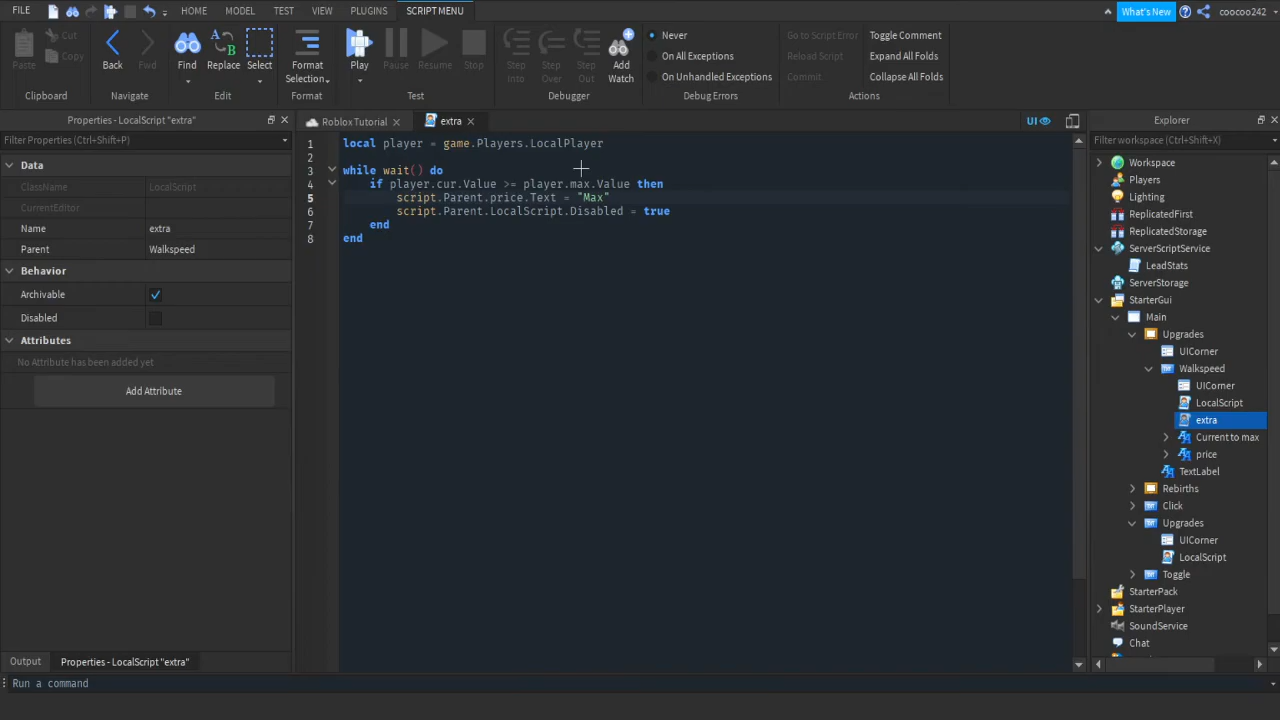 FILE HOME MODEL TEST VIEW PLUGINS SCRIPT MENU What's New coocoo242
Paste Cut Copy Back Fwd Find Replace Select Format Selection Play Pause Resume Stop Step Into Step Over Step Out Add Watch Never On All Exceptions On Unhandled Exceptions Go to Script Error Reload Script Commit Toggle Comment Expand All Folds Collapse All Folds
Clipboard Navigate Edit Format Test Debugger Debug Errors Actions
Properties - LocalScript "extra"
Filter Properties (Ctrl+Shift+P)
Data
ClassName LocalScript
CurrentEditor
Name extra
Parent Walkspeed
Behavior
Archivable
Disabled
Attributes
No Attribute has been added yet
Add Attribute
Output Properties - LocalScript "extra"
Run a command
Roblox Tutorial extra UI
1 local player = game.Players.LocalPlayer
2
3 while wait() do
4 if player.cur.Value >= player.max.Value then
5 script.Parent.price.Text = "Max"
6 script.Parent.LocalScript.Disabled = true
7 end
8 end
Explorer
Filter workspace (Ctrl+Shift+X)
Workspace
Players
Lighting
ReplicatedFirst
ReplicatedStorage
ServerScriptService
LeadStats
ServerStorage
StarterGui
Main
Upgrades
UICorner
Walkspeed
UICorner
LocalScript
extra
Current to max
price
TextLabel
Rebirths
Click
Upgrades
UICorner
LocalScript
Toggle
StarterPack
StarterPlayer
SoundService
Chat